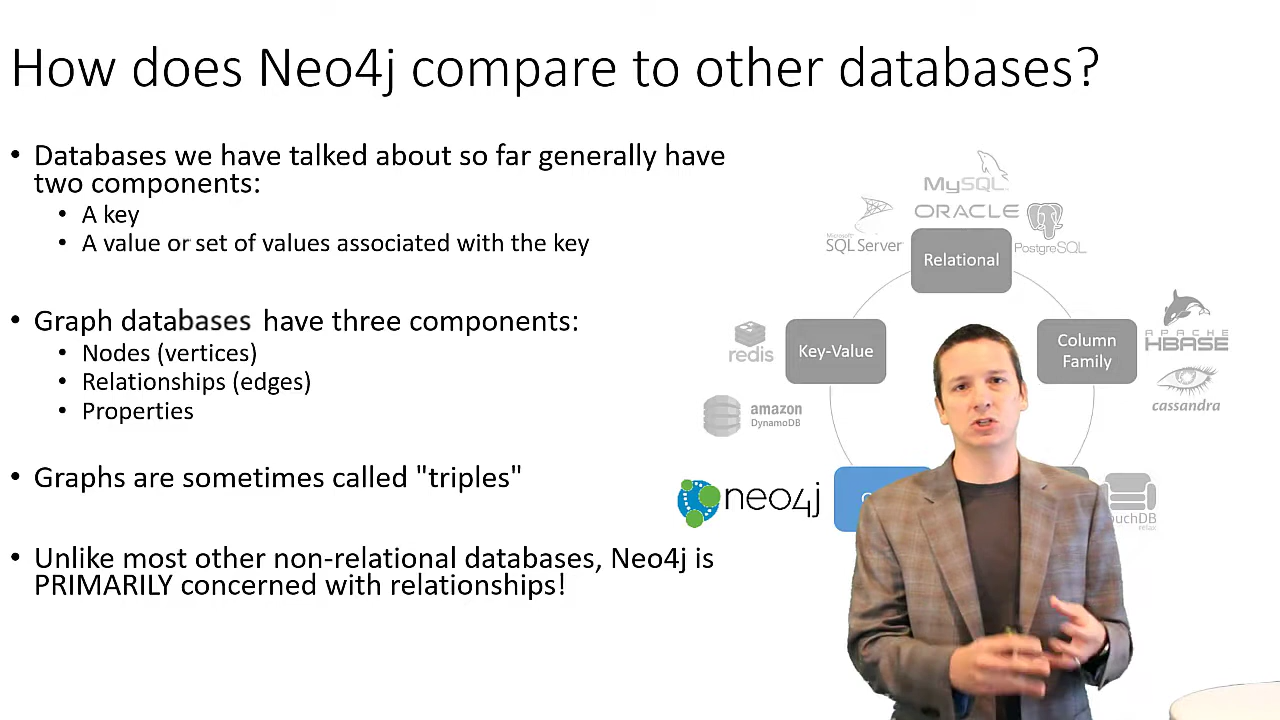 How does Neo4j compare to other databases?
• Databases we have talked about so far generally have
two components:
• A key
• A value or set of values associated with the key
• Graph databases have three components:
• Nodes (vertices)
• Relationships (edges)
• Properties
• Graphs are sometimes called "triples"
• Unlike most other non-relational databases, Neo4j is
PRIMARILY concerned with relationships!
MySQL
ORACLE
Microsoft
SQL Server
PostgreSQL
Relational
redis
Key-Value
Column
Family
APACHE
HBASE
cassandra
amazon
DynamoDB
neo4j
uchDB
relax